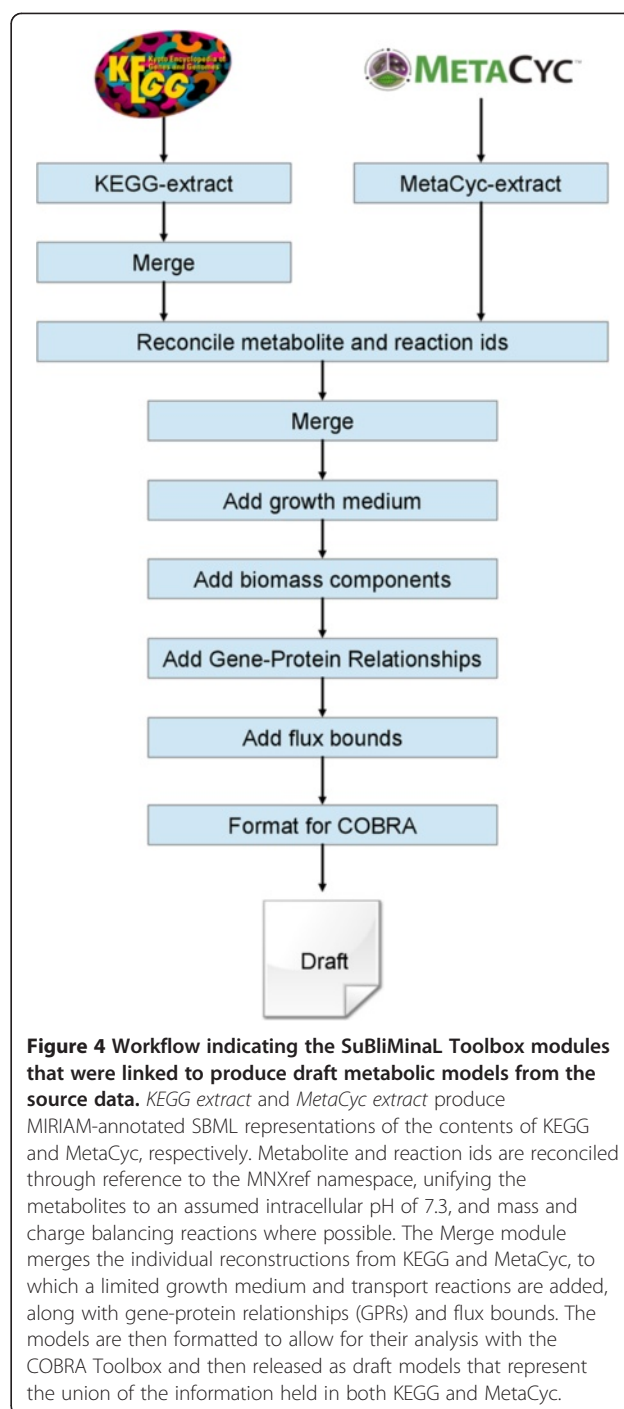 Kyoto Encyclopedia of
Genes and Genomes
KEGG
METACYC™
KEGG-extract
MetaCyc-extract
Merge
Reconcile metabolite and reaction ids
Merge
Add growth medium
Add biomass components
Add Gene-Protein Relationships
Add flux bounds
Format for COBRA
Draft
Figure 4 Workflow indicating the SuBliMinaL Toolbox modules
that were linked to produce draft metabolic models from the
source data. KEGG extract and MetaCyc extract produce
MIRIAM-annotated SBML representations of the contents of KEGG
and MetaCyc, respectively. Metabolite and reaction ids are reconciled
through reference to the MNXref namespace, unifying the
metabolites to an assumed intracellular pH of 7.3, and mass and
charge balancing reactions where possible. The Merge module
merges the individual reconstructions from KEGG and MetaCyc, to
which a limited growth medium and transport reactions are added,
along with gene-protein relationships (GPRs) and flux bounds. The
models are then formatted to allow for their analysis with the
COBRA Toolbox and then released as draft models that represent
the union of the information held in both KEGG and MetaCyc.